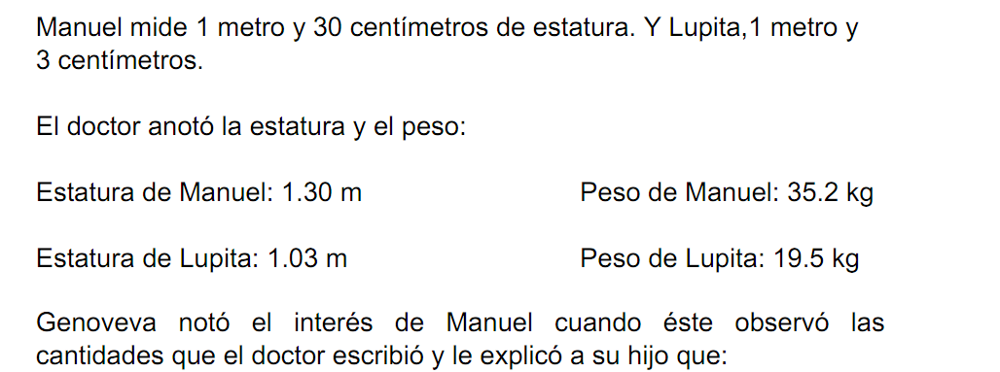 Manuel mide 1 metro y 30 centímetros de estatura. Y Lupita,1 metro y
3 centímetros.
El doctor anotó la estatura y el peso:
Estatura de Manuel: 1.30 m Peso de Manuel: 35.2 kg
Estatura de Lupita: 1.03 m Peso de Lupita: 19.5 kg
Genoveva notó el interés de Manuel cuando éste observó las
cantidades que el doctor escribió y le explicó a su hijo que: